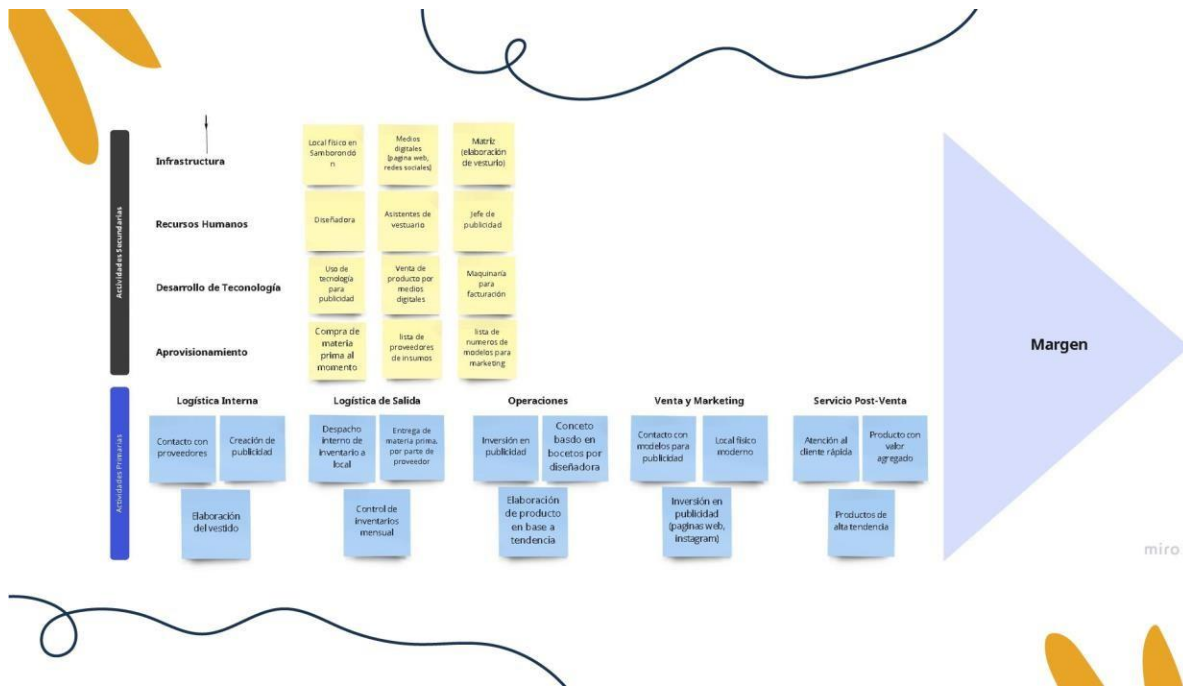 Actividades Secundarias
Infrastructura
Local físico en
Samborondó
n
Medios
digitales
(pagina web,
redes sociales)
Matriz
(elaboración
de vesturio)
Recursos Humanos
Diseñadora
Asistentes de
vestuario
Jefe de
publicidad
Desarrollo de Teconología
Uso de
tecnología
para
publicidad
Venta de
producto por
medios
digitales
Maquinaría
para
facturación
Aprovisionamiento
Compra de
materia
prima al
momento
lista de
proveedores
de insumos
lista de
numeros de
modelos para
marketing
Actividades Primarias
Logística Interna
Contacto con
proveedores
Creación de
publicidad
Elaboración
del vestido
Logística de Salida
Despacho
interno de
inventario a
local
Entrega de
materia prima,
por parte de
proveedor
Control de
inventarios
mensual
Operaciones
Inversión en
publicidad
Conceto
basdo en
bocetos por
diseñadora
Elaboración
de producto
en base a
tendencia
Venta y Marketing
Contacto con
modelos para
publicidad
Local físico
moderno
Inversión en
publicidad
(paginas web,
instagram)
Servicio Post-Venta
Atención al
cliente rápida
Producto con
valor
agregado
Productos de
alta tendencia
Margen
miro